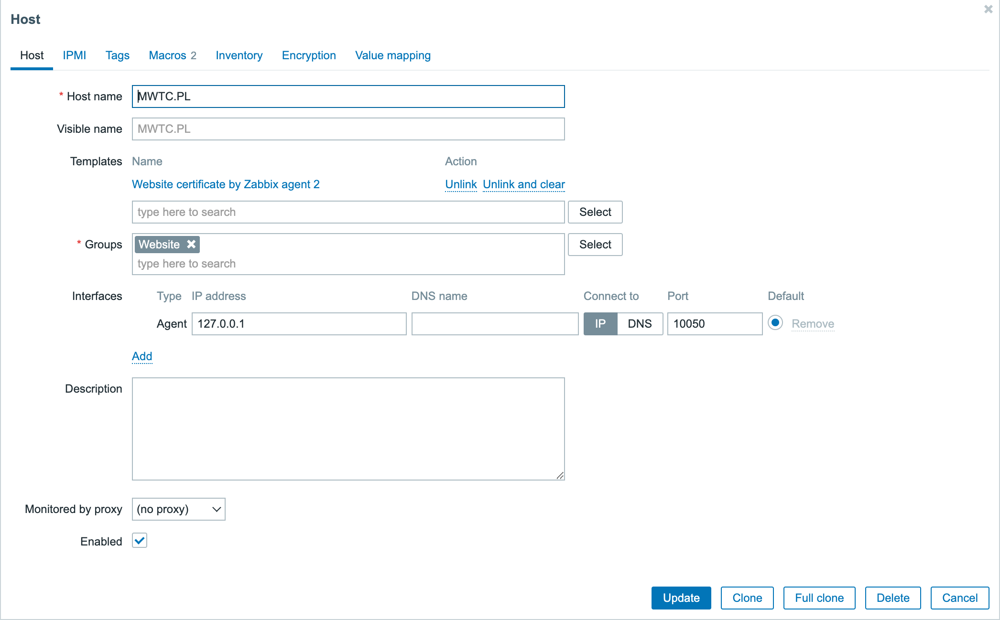 Host
Host IPMI Tags Macros 2 Inventory Encryption Value mapping
* Host name MWTC.PL
Visible name MWTC.PL
Templates Name Action
Website certificate by Zabbix agent 2 Unlink Unlink and clear
type here to search Select
* Groups Website Select
type here to search
Interfaces Type IP address DNS name Connect to Port Default
Agent 127.0.0.1 IP DNS 10050 Remove
Add
Description
Monitored by proxy (no proxy)
Enabled
Update Clone Full clone Delete Cancel